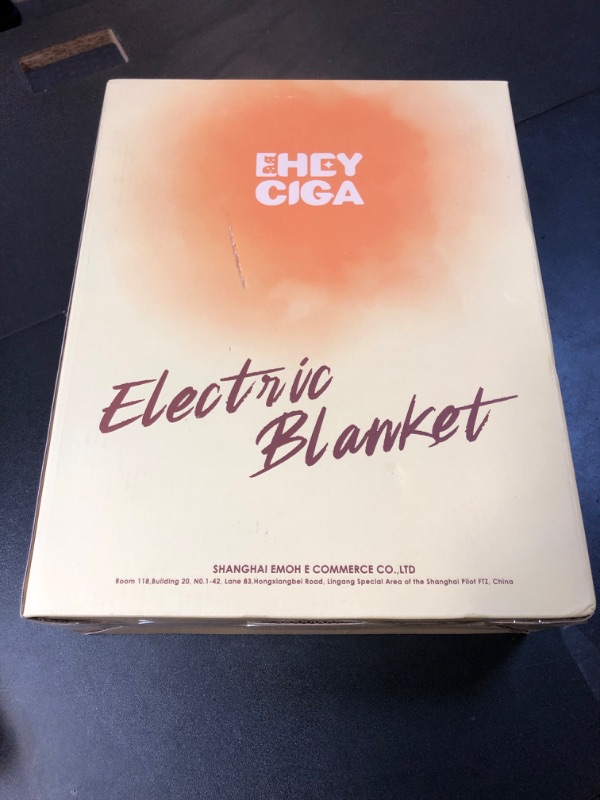 EHEY
CIGA
Electric
Blanket
SHANGHAI EMOH E COMMERCE CO.,LTD
Room 118,Building 20, NO.1-42, Lane 83,Hongxiangbei Road, Lingang Special Area of the Shanghai Pilot FTZ, China